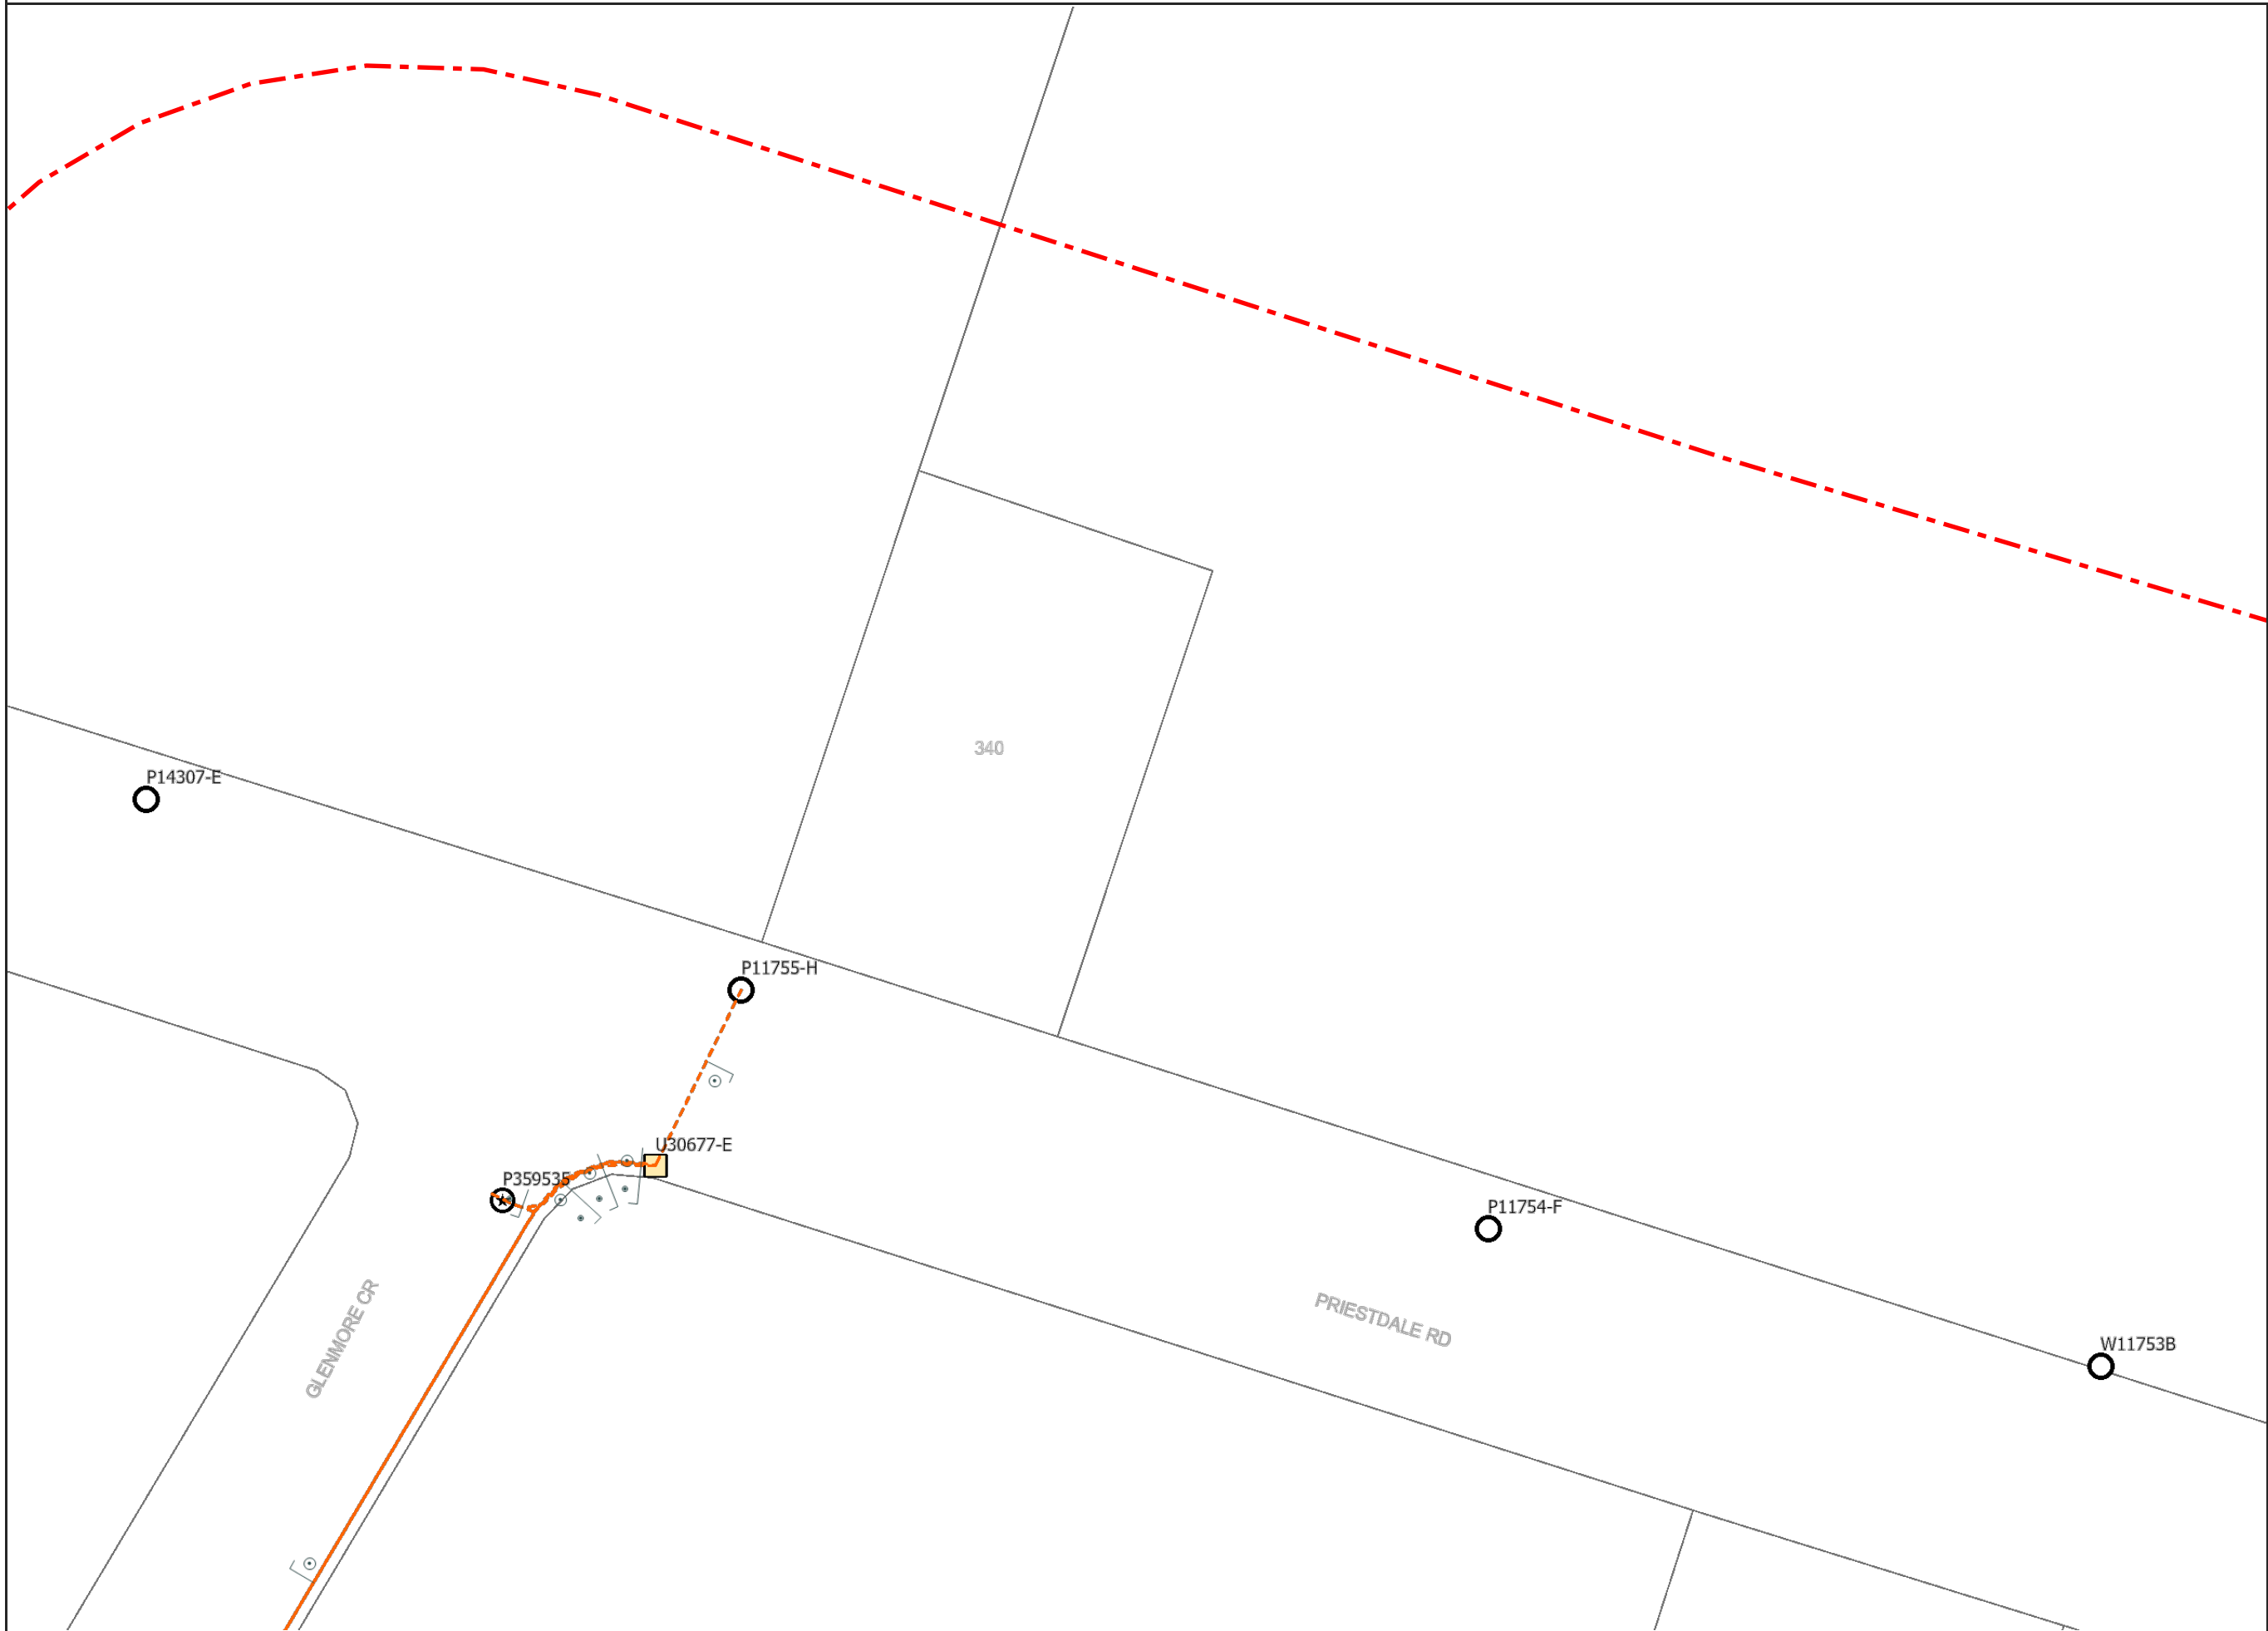 340
P14307-E
P11755-H
U30677-E
P359535
P11754-F
GLENMORE CR
PRIESTDALE RD
W11753B